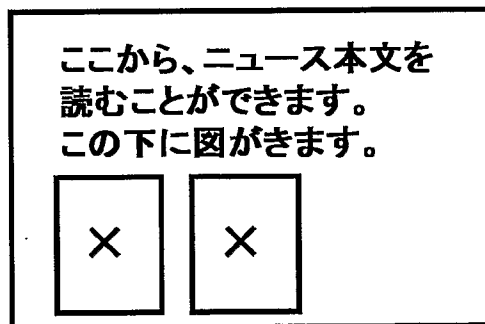 ここから、ニュース本文を
読むことができます。
この下に図がきます。
× ×